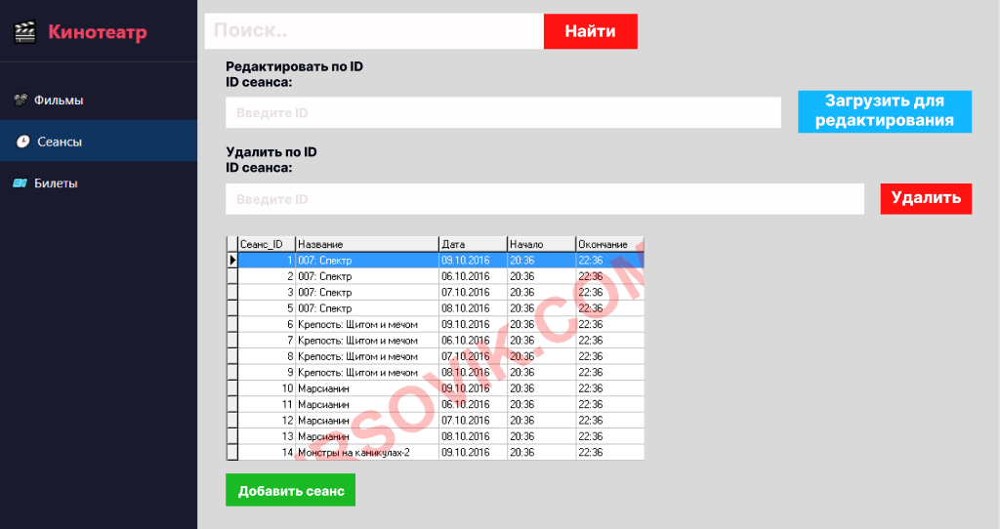 Кинотеатр
Поиск..
Найти
Фильмы
Сеансы
Билеты
Редактировать по ID
ID сеанса:
Введите ID
Загрузить для
редактирования
Удалить по ID
ID сеанса:
Введите ID
Удалить
Сеанс_ID Название Дата Начало Окончание
1 007: Спектр 09.10.2016 20:36 22:36
2 007: Спектр 06.10.2016 20:36 22:36
3 007: Спектр 07.10.2016 20:36 22:36
5 007: Спектр 08.10.2016 20:36 22:36
6 Крепость: Щитом и мечом 09.10.2016 20:36 22:36
7 Крепость: Щитом и мечом 06.10.2016 20:36 22:36
8 Крепость: Щитом и мечом 07.10.2016 20:36 22:36
9 Крепость: Щитом и мечом 08.10.2016 20:36 22:36
10 Марсианин 09.10.2016 20:36 22:36
11 Марсианин 06.10.2016 20:36 22:36
12 Марсианин 07.10.2016 20:36 22:36
13 Марсианин 08.10.2016 20:36 22:36
14 Монстры на каникулах-2 09.10.2016 20:36 22:36
RSOVIK.COM
Добавить сеанс